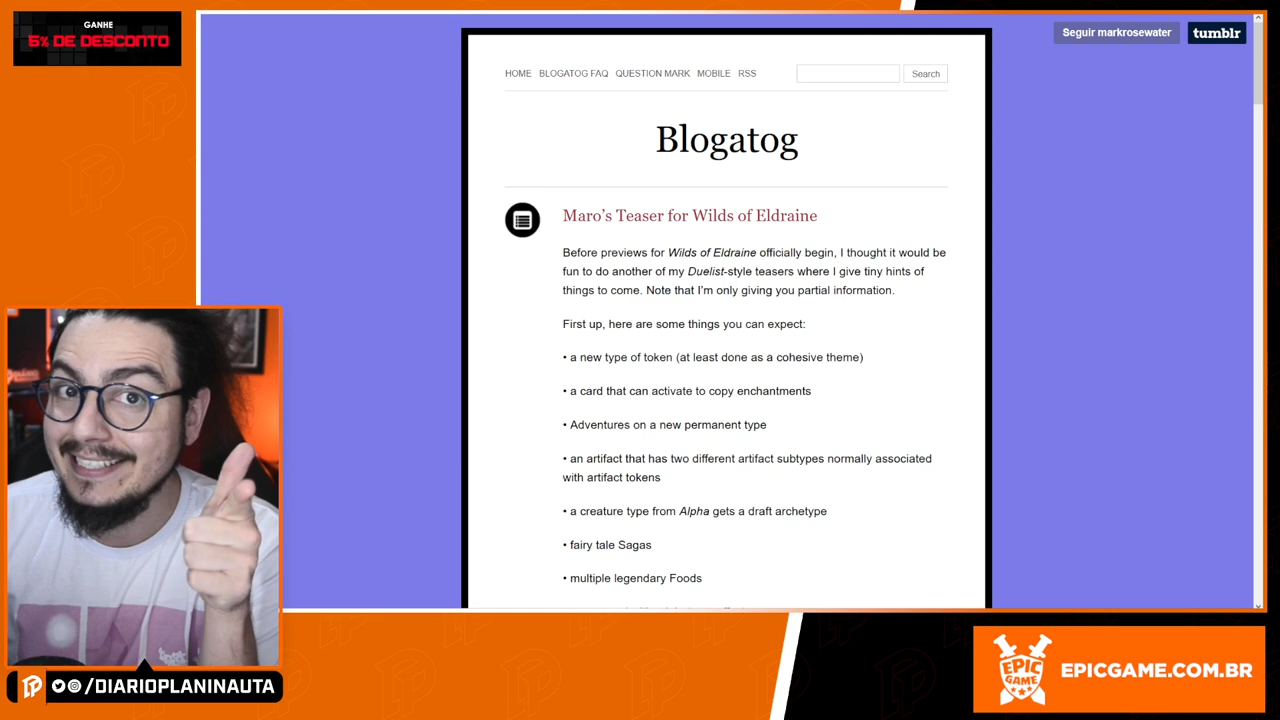 GANHE
5% DE DESCONTO
Seguir markrosewater
tumblr
HOME BLOGATOG FAQ QUESTION MARK MOBILE RSS
Search
Blogatog
Maro's Teaser for Wilds of Eldraine
Before previews for Wilds of Eldraine officially begin, I thought it would be
fun to do another of my Duelist-style teasers where I give tiny hints of
things to come. Note that I'm only giving you partial information.
First up, here are some things you can expect:
• a new type of token (at least done as a cohesive theme)
• a card that can activate to copy enchantments
• Adventures on a new permanent type
• an artifact that has two different artifact subtypes normally associated
with artifact tokens
• a creature type from Alpha gets a draft archetype
• fairy tale Sagas
• multiple legendary Foods
/DIARIOPLANINAUTA
EPIC
GAME
EPICGAME.COM.BR